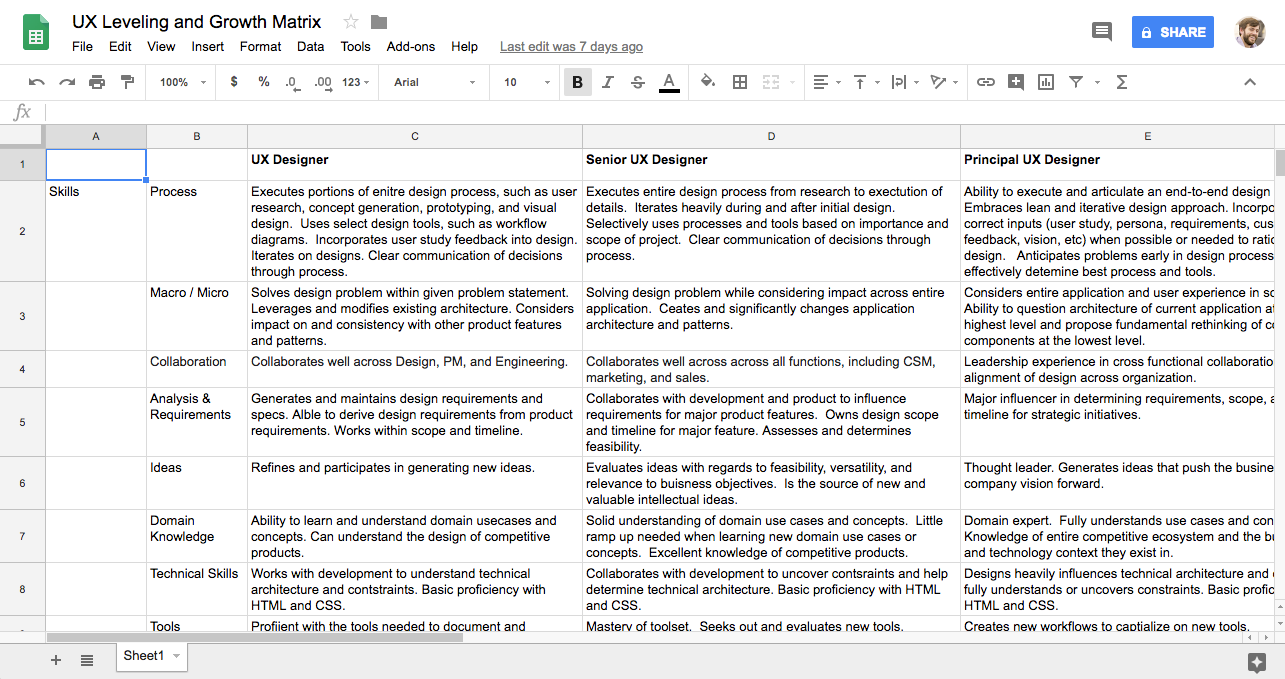 UX Leveling and Growth Matrix
File Edit View Insert Format Data Tools Add-ons Help Last edit was 7 days ago
SHARE
100% $ % .0 .00 123 Arial 10 B I S A Σ
fx
A B C D E
1 UX Designer Senior UX Designer Principal UX Designer
2
Skills
Process
Executes portions of enitre design process, such as user
research, concept generation, prototyping, and visual
design. Uses select design tools, such as workflow
diagrams. Incorporates user study feedback into design.
Iterates on designs. Clear communication of decisions
through process.
Executes entire design process from research to exectution of
details. Iterates heavily during and after initial design.
Selectively uses processes and tools based on importance and
scope of project. Clear communication of decisions through
process.
Ability to execute and articulate an end-to-end design
Embraces lean and iterative design approach. Incorpo
correct inputs (user study, persona, requirements, cus
feedback, vision, etc) when possible or needed to ratio
design. Anticipates problems early in design process
effectively detemine best process and tools.
3
Macro / Micro
Solves design problem within given problem statement.
Leverages and modifies existing architecture. Considers
impact on and consistency with other product features
and patterns.
Solving design problem while considering impact across entire
application. Ceates and significantly changes application
architecture and patterns.
Considers entire application and user experience in sc
Ability to question architecture of current application at
highest level and propose fundamental rethinking of co
components at the lowest level.
4
Collaboration
Collaborates well across Design, PM, and Engineering.
Collaborates well across across all functions, including CSM,
marketing, and sales.
Leadership experience in cross functional collaboratio
alignment of design across organization.
5
Analysis &
Requirements
Generates and maintains design requirements and
specs. Alble to derive design requirements from product
requirements. Works within scope and timeline.
Collaborates with development and product to influence
requirements for major product features. Owns design scope
and timeline for major feature. Assesses and determines
feasibility.
Major influencer in determining requirements, scope, a
timeline for strategic initiatives.
6
Ideas
Refines and participates in generating new ideas.
Evaluates ideas with regards to feasibility, versatility, and
relevance to buisness objectives. Is the source of new and
valuable intellectual ideas.
Thought leader. Generates ideas that push the busine
company vision forward.
7
Domain
Knowledge
Ability to learn and understand domain usecases and
concepts. Can understand the design of competitive
products.
Solid understanding of domain use cases and concepts. Little
ramp up needed when learning new domain use cases or
concepts. Excellent knowledge of competitive products.
Domain expert. Fully understands use cases and con
Knowledge of entire competitive ecosystem and the bu
and technology context they exist in.
8
Technical Skills
Works with development to understand technical
architecture and contstraints. Basic proficiency with
HTML and CSS.
Collaborates with development to uncover contsraints and help
determine technical architecture. Basic proficiency with HTML
and CSS.
Designs heavily influences technical architecture and
fully understands or uncovers constraints. Basic profic
HTML and CSS.
Tools
Profiient with the tools needed to document and
Mastery of toolset. Seeks out and evaluates new tools.
Creates new workflows to captialize on new tools.
Sheet1